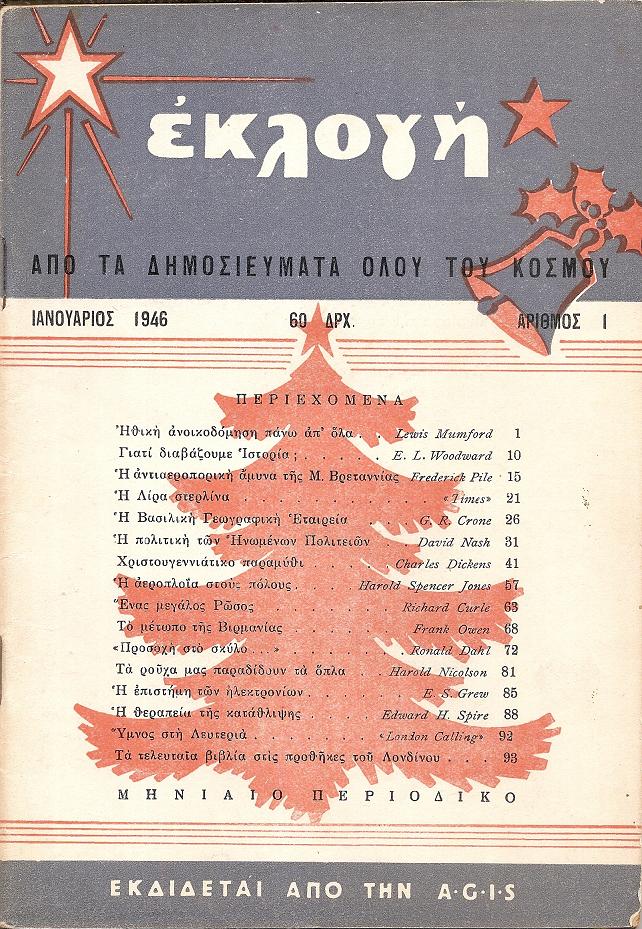 ἐκλογή
ΑΠΟ ΤΑ ΔΗΜΟΣΙΕΥΜΑΤΑ ΟΛΟΥ ΤΟΥ ΚΟΣΜΟΥ
ΙΑΝΟΥΑΡΙΟΣ 1946 60 ΔΡΧ. ΑΡΙΘΜΟΣ 1
ΠΕΡΙΕΧΟΜΕΝΑ
Ἠθικὴ ἀνοικοδόμηση πάνω ἀπ' ὅλα . . Lewis Mumford 1
Γιατί διαβάζουμε Ἱστορία ; . . . . . E. L. Woodward 10
Ἡ ἀντιαεροπορικὴ ἄμυνα τῆς Μ. Βρεταννίας Frederick Pile 15
Ἡ Λίρα στερλίνα . . . . . . . . . . . «Times» 21
Ἡ Βασιλικὴ Γεωγραφικὴ Ἑταιρεία . . . G. R. Crone 26
Ἡ πολιτικὴ τῶν Ἡνωμένων Πολιτειῶν . . David Nash 31
Χριστουγεννιάτικο παραμύθι . . . . Charles Dickens 41
Ἡ ἀεροπλοΐα στοὺς πόλους . . . Harold Spencer Jones 57
Ἕνας μεγάλος Ρῶσος . . . . . . . Richard Curle 63
Τὸ μέτωπο τῆς Βιρμανίας . . . . . . Frank Owen 68
«Προσοχὴ στὸ σκύλο . . .» . . . . . . Ronald Dahl 72
Τὰ ροῦχα μας παραδίδουν τὰ ὅπλα . . Harold Nicolson 81
Ἡ ἐπιστήμη τῶν ἠλεκτρονίων . . . . . . E. S. Grew 85
Ἡ θεραπεία τῆς κατάθλιψης . . . . Edward H. Spire 88
Ὕμνος στὴ Λευτεριὰ . . . . . . . . «London Calling» 92
Τὰ τελευταῖα βιβλία στὶς προθῆκες τοῦ Λονδίνου . . . 93
ΜΗΝΙΑΙΟ ΠΕΡΙΟΔΙΚΟ
ΕΚΔΙΔΕΤΑΙ ΑΠΟ ΤΗΝ A·G·I·S